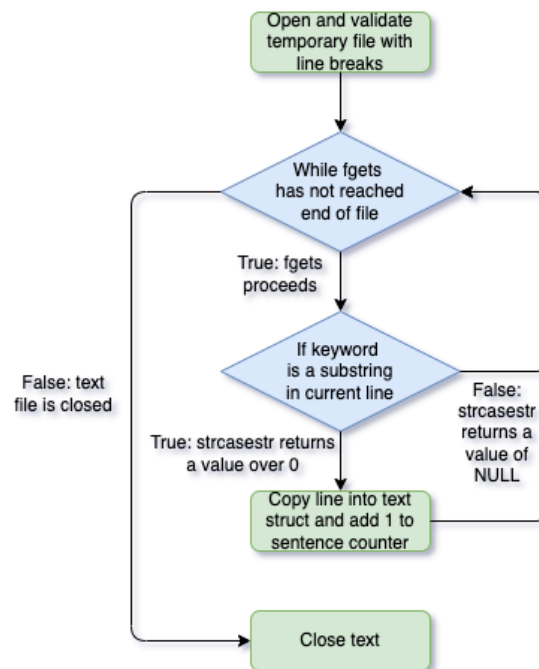 Open and validate
temporary file with
line breaks
While fgets
has not reached
end of file
True: fgets
proceeds
If keyword
is a substring
in current line
False: text
file is closed
False:
strcasestr
returns a
value of
NULL
True: strcasestr returns
a value over 0
Copy line into text
struct and add 1 to
sentence counter
Close text